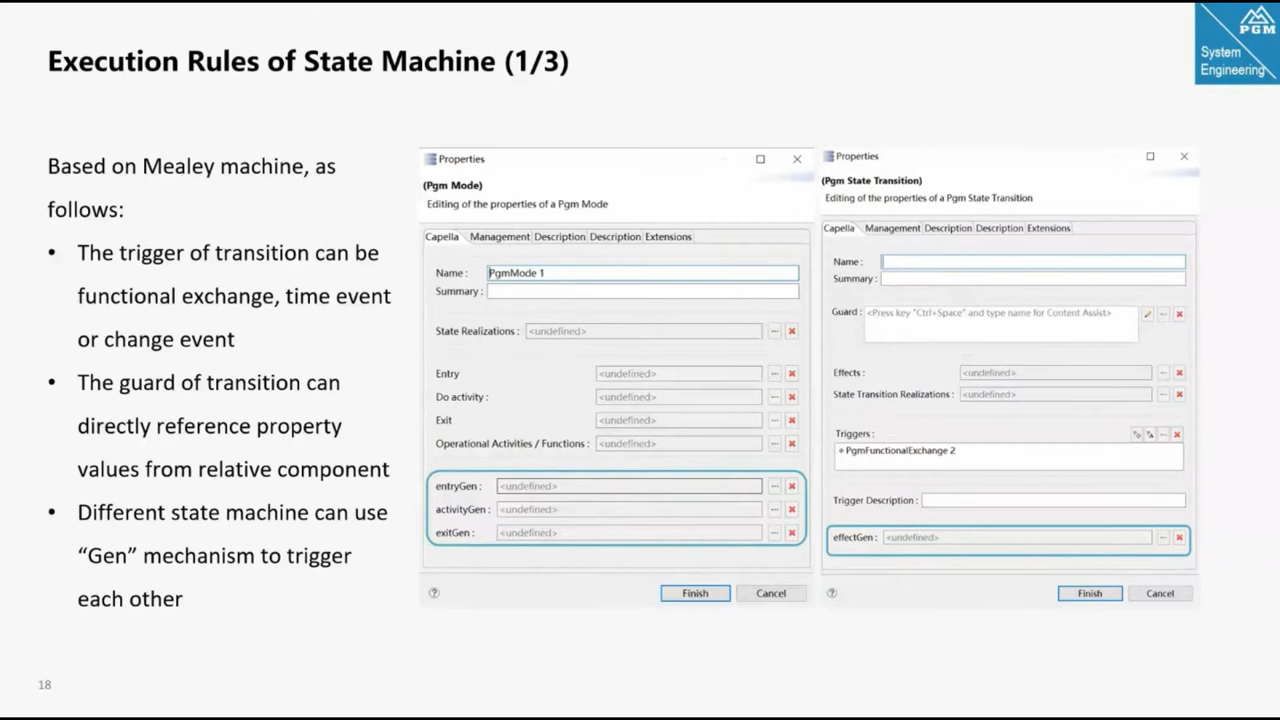 Execution Rules of State Machine (1/3)
PGM
System
Engineering
Based on Mealey machine, as
follows:
• The trigger of transition can be
functional exchange, time event
or change event
• The guard of transition can
directly reference property
values from relative component
• Different state machine can use
“Gen” mechanism to trigger
each other
Properties
(Pgm Mode)
Editing of the properties of a Pgm Mode
Capella Management Description Description Extensions
Name : PgmMode 1
Summary :
State Realizations : <undefined>
Entry <undefined>
Do activity : <undefined>
Exit <undefined>
Operational Activities / Functions : <undefined>
entryGen : <undefined>
activityGen : <undefined>
exitGen : <undefined>
Finish Cancel
Properties
(Pgm State Transition)
Editing of the properties of a Pgm State Transition
Capella Management Description Description Extensions
Name :
Summary :
Guard : <Press key "Ctrl+Space" and type name for Content Assist>
Effects : <undefined>
State Transition Realizations : <undefined>
Triggers :
PgmFunctionalExchange 2
Trigger Description :
effectGen : <undefined>
Finish Cancel
18